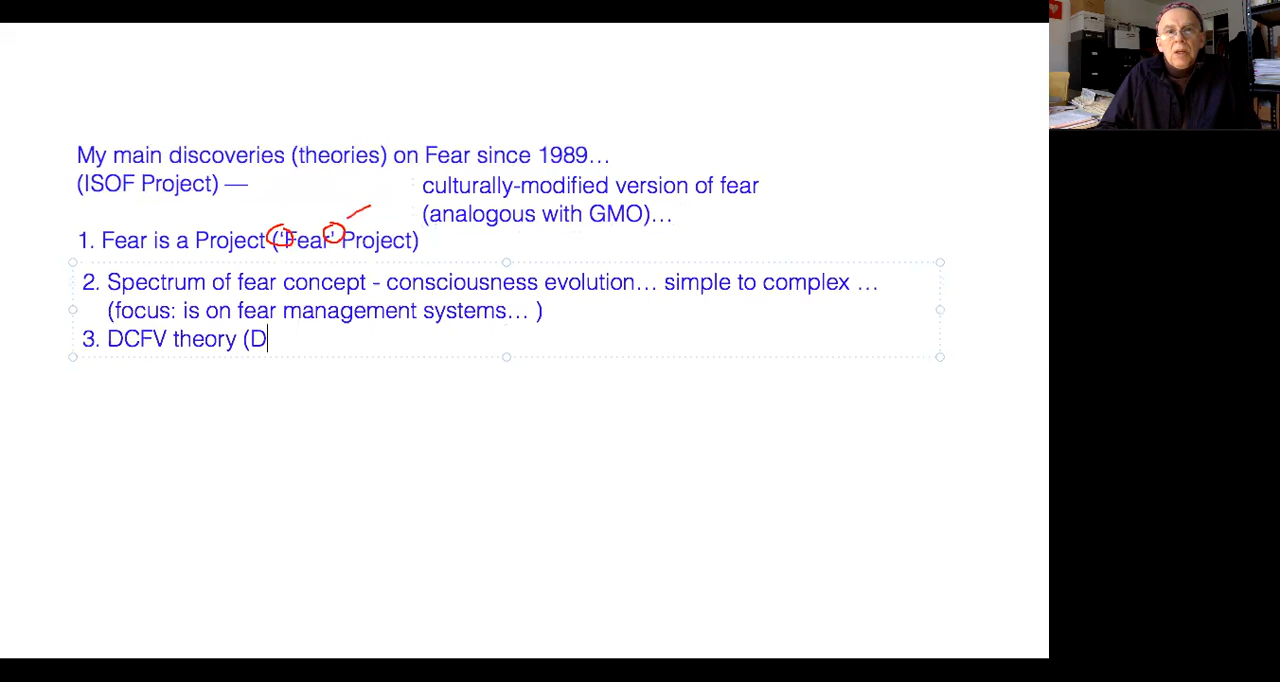 My main discoveries (theories) on Fear since 1989…
(ISOF Project) —
culturally-modified version of fear
(analogous with GMO)…
1. Fear is a Project (‘Fear’ Project)
2. Spectrum of fear concept - consciousness evolution… simple to complex …
(focus: is on fear management systems… )
3. DCFV theory (D